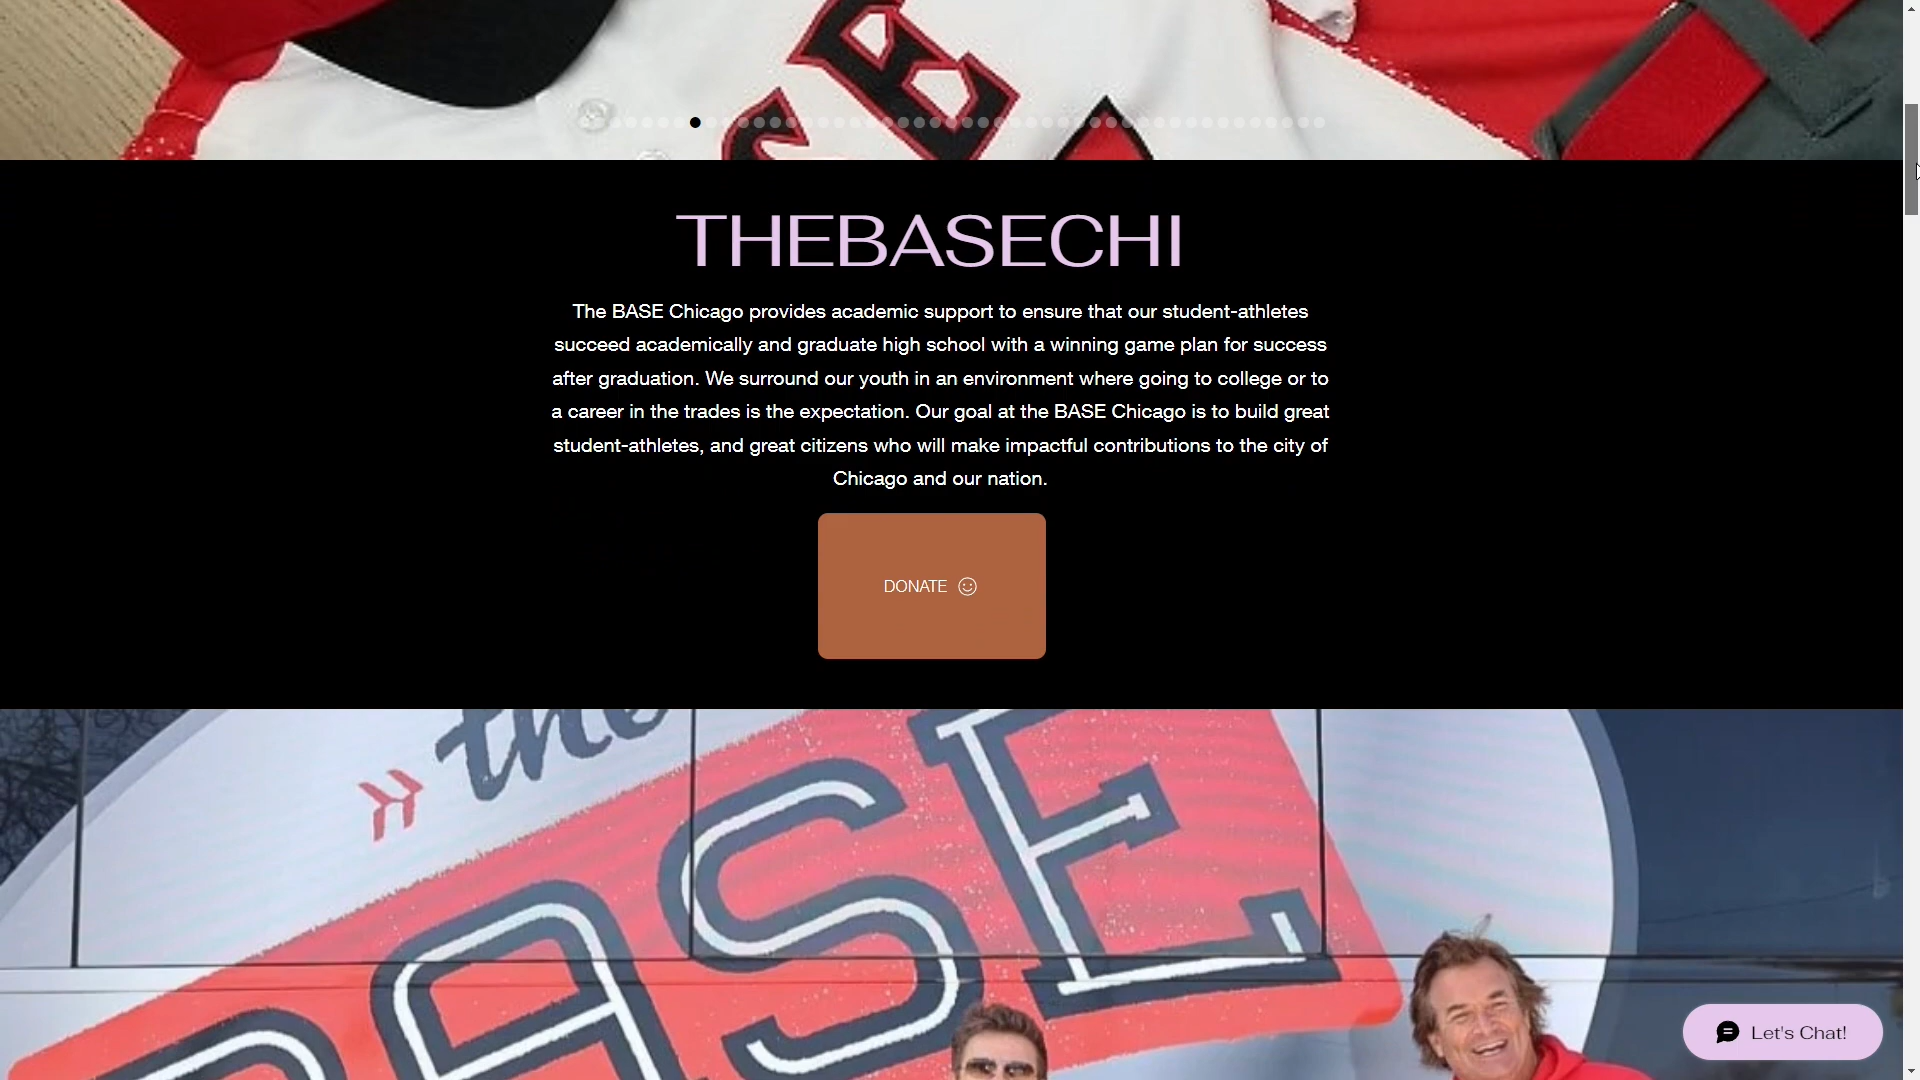 THEBASECHI
The BASE Chicago provides academic support to ensure that our student-athletes
succeed academically and graduate high school with a winning game plan for success
after graduation. We surround our youth in an environment where going to college or to
a career in the trades is the expectation. Our goal at the BASE Chicago is to build great
student-athletes, and great citizens who will make impactful contributions to the city of
Chicago and our nation.
DONATE
the
BASE
Let's Chat!